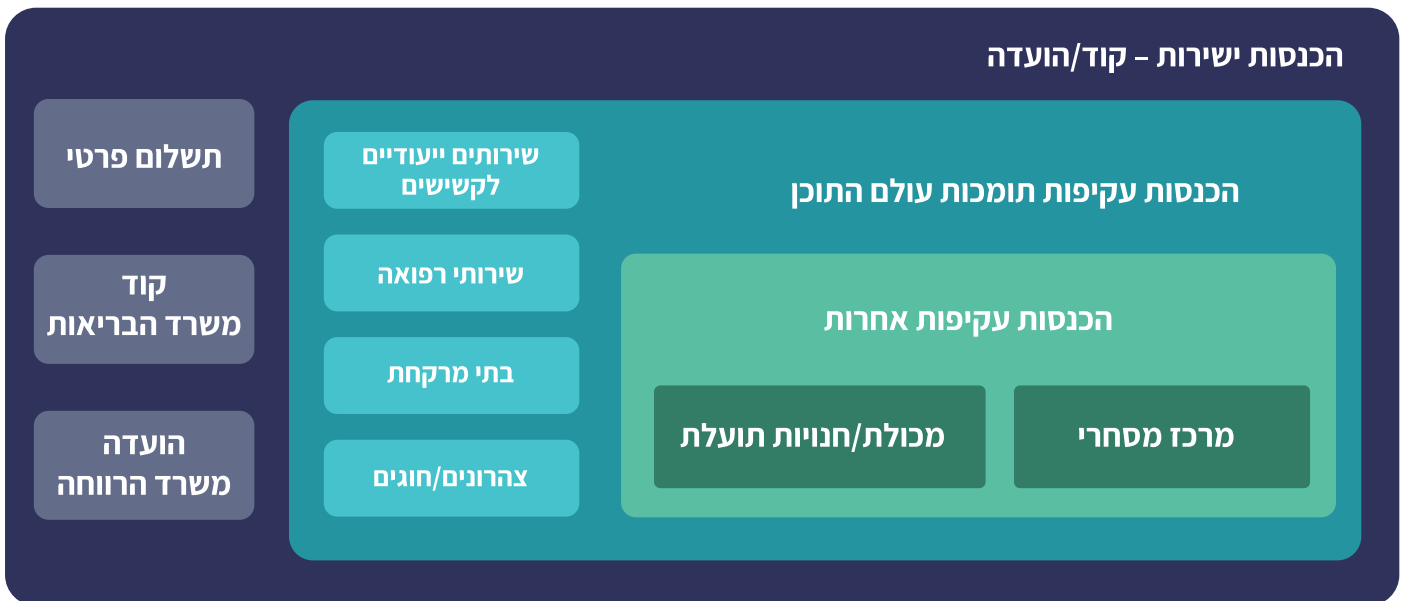 הכנסות ישירות – קוד/הועדה
הכנסות עקיפות תומכות עולם התוכן
הכנסות עקיפות אחרות
מרכז מסחרי
מכולת/חנויות תועלת
שירותים ייעודיים
לקשישים
שירותי רפואה
בתי מרקחת
צהרונים/חוגים
תשלום פרטי
קוד
משרד הבריאות
הועדה
משרד הרווחה